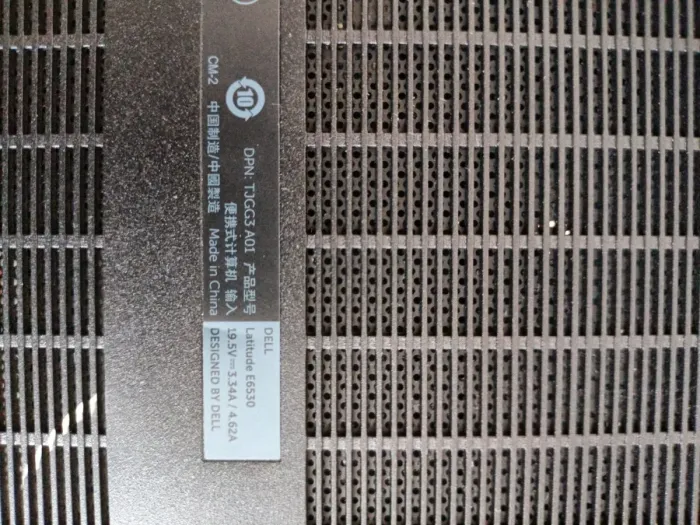 10
DELL
DPN: TJGG3 A01 产品型号 Latitude E6530
便携式计算机 输入 19.5V⎓3.34A / 4.62A
CM-2 中国制造/中國製造 Made in China DESIGNED BY DELL